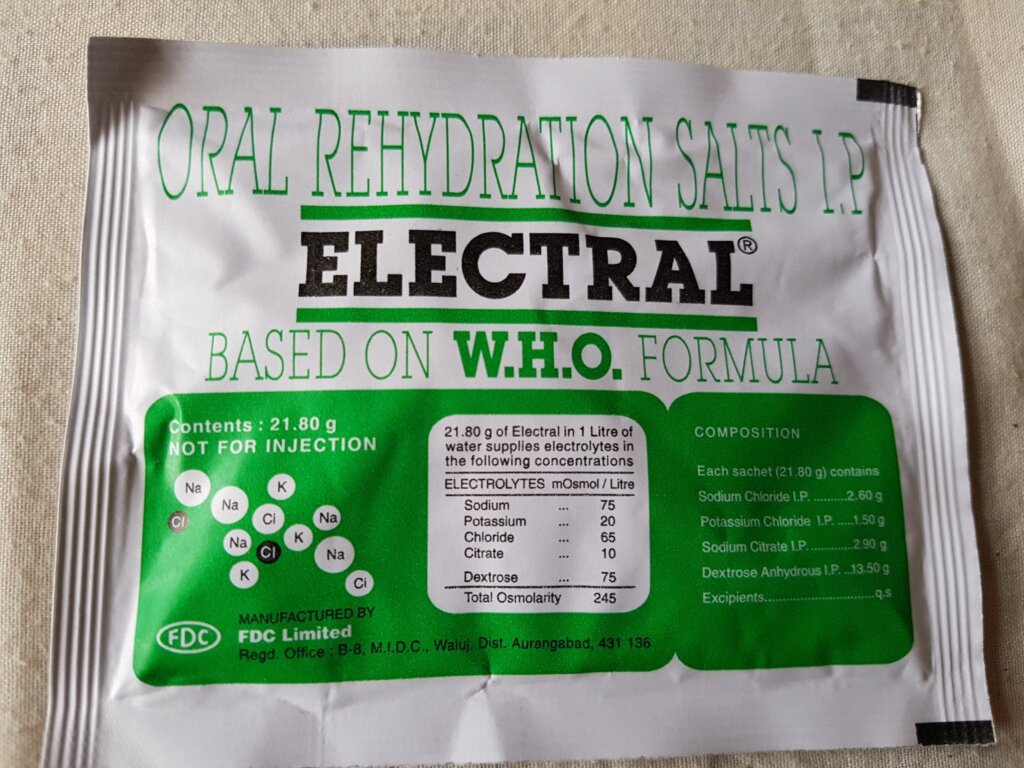 ORAL REHYDRATION SALTS I.P
ELECTRAL®
BASED ON W.H.O. FORMULA
Contents : 21.80 g
NOT FOR INJECTION
Na
K
Na
Cl
Ci
Na
Na
Cl
K
Na
K
Ci
21.80 g of Electral in 1 Litre of
water supplies electrolytes in
the following concentrations
ELECTROLYTES mOsmol / Litre
Sodium ... 75
Potassium ... 20
Chloride ... 65
Citrate ... 10
Dextrose ... 75
Total Osmolarity 245
COMPOSITION
Each sachet (21.80 g) contains
Sodium Chloride I.P. ..........2.60 g
Potassium Chloride I.P. .....1.50 g
Sodium Citrate I.P. ............2.90 g
Dextrose Anhydrous I.P. ..13.50 g
Excipients............................q.s
FDC
MANUFACTURED BY
FDC Limited
Regd. Office : B-8, M.I.D.C., Waluj, Dist. Aurangabad, 431 136